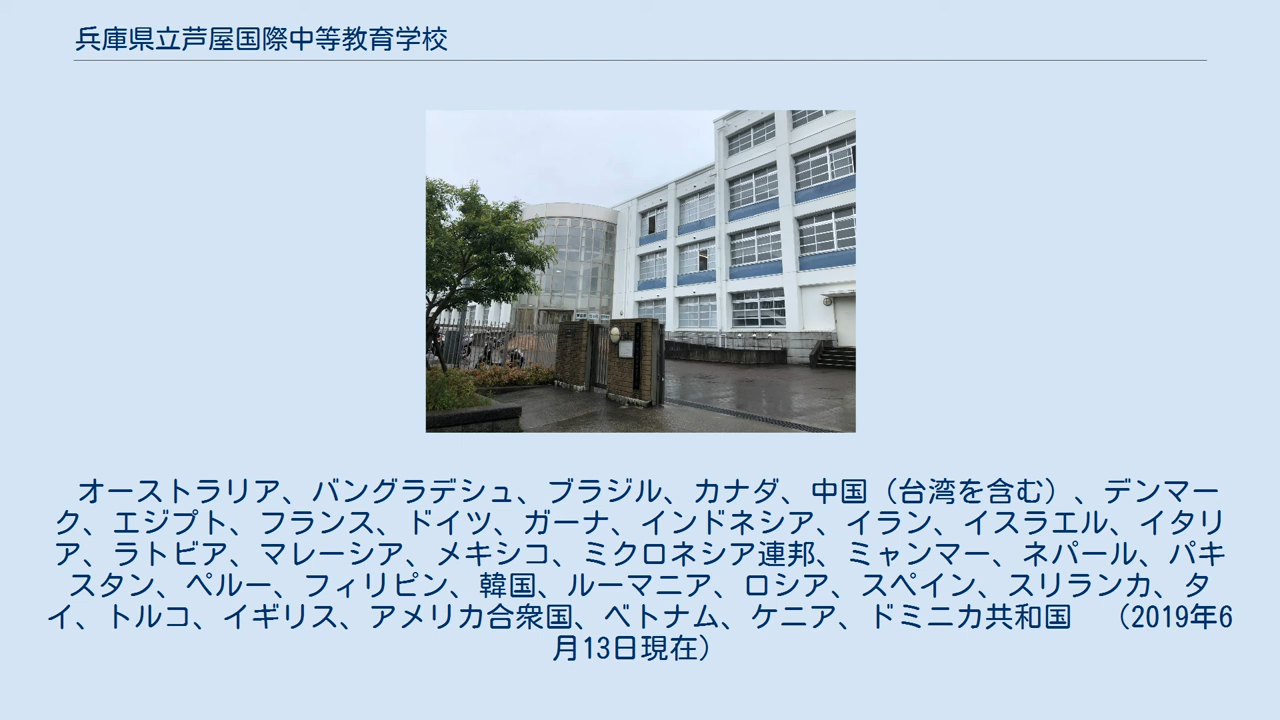 兵庫県立芦屋国際中等教育学校
オーストラリア、バングラデシュ、ブラジル、カナダ、中国（台湾を含む）、デンマー
ク、エジプト、フランス、ドイツ、ガーナ、インドネシア、イラン、イスラエル、イタリ
ア、ラトビア、マレーシア、メキシコ、ミクロネシア連邦、ミャンマー、ネパール、パキ
スタン、ペルー、フィリピン、韓国、ルーマニア、ロシア、スペイン、スリランカ、タ
イ、トルコ、イギリス、アメリカ合衆国、ベトナム、ケニア、ドミニカ共和国　（2019年6
月13日現在）